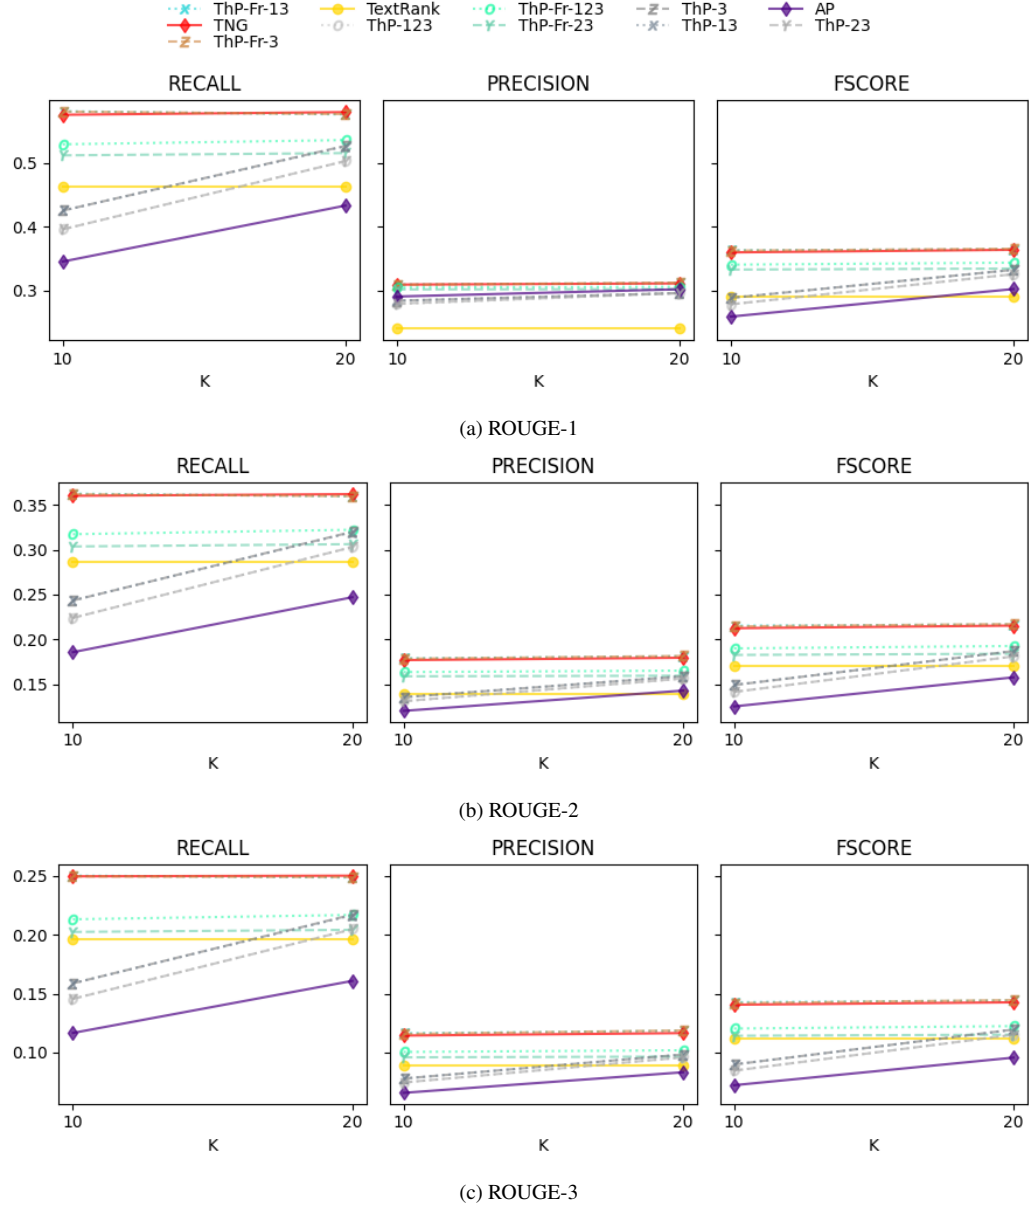 ThP-Fr-13 TextRank ThP-Fr-123 ThP-3 AP
TNG ThP-123 ThP-Fr-23 ThP-13 ThP-23
ThP-Fr-3
RECALL PRECISION FSCORE
0.5
0.4
0.3
10 20 10 20 10 20
K K K
(a) ROUGE-1
RECALL PRECISION FSCORE
0.35
0.30
0.25
0.20
0.15
10 20 10 20 10 20
K K K
(b) ROUGE-2
RECALL PRECISION FSCORE
0.25
0.20
0.15
0.10
10 20 10 20 10 20
K K K
(c) ROUGE-3